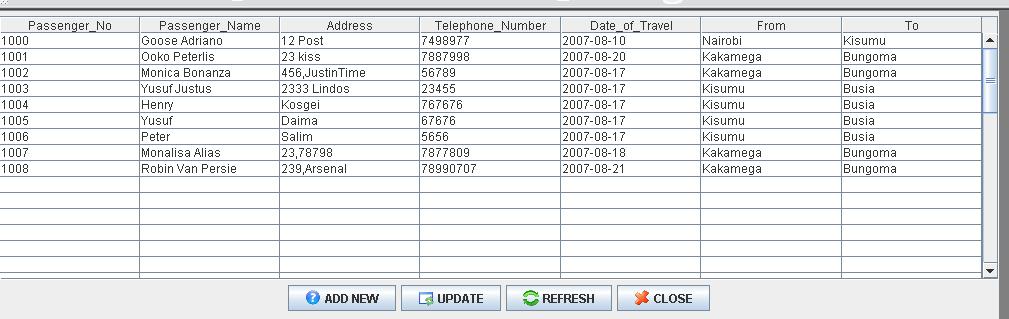 Passenger_No Passenger_Name Address Telephone_Number Date_of_Travel From To
1000 Goose Adriano 12 Post 7498977 2007-08-10 Nairobi Kisumu
1001 Ooko Peterlis 23 kiss 7887998 2007-08-20 Kakamega Bungoma
1002 Monica Bonanza 456,JustinTime 56789 2007-08-17 Kakamega Bungoma
1003 Yusuf Justus 2333 Lindos 23455 2007-08-17 Kisumu Busia
1004 Henry Kosgei 767676 2007-08-17 Kisumu Busia
1005 Yusuf Daima 67676 2007-08-17 Kisumu Busia
1006 Peter Salim 5656 2007-08-17 Kisumu Busia
1007 Monalisa Alias 23,78798 7877809 2007-08-18 Kakamega Bungoma
1008 Robin Van Persie 239,Arsenal 78990707 2007-08-21 Kakamega Bungoma
ADD NEW UPDATE REFRESH CLOSE